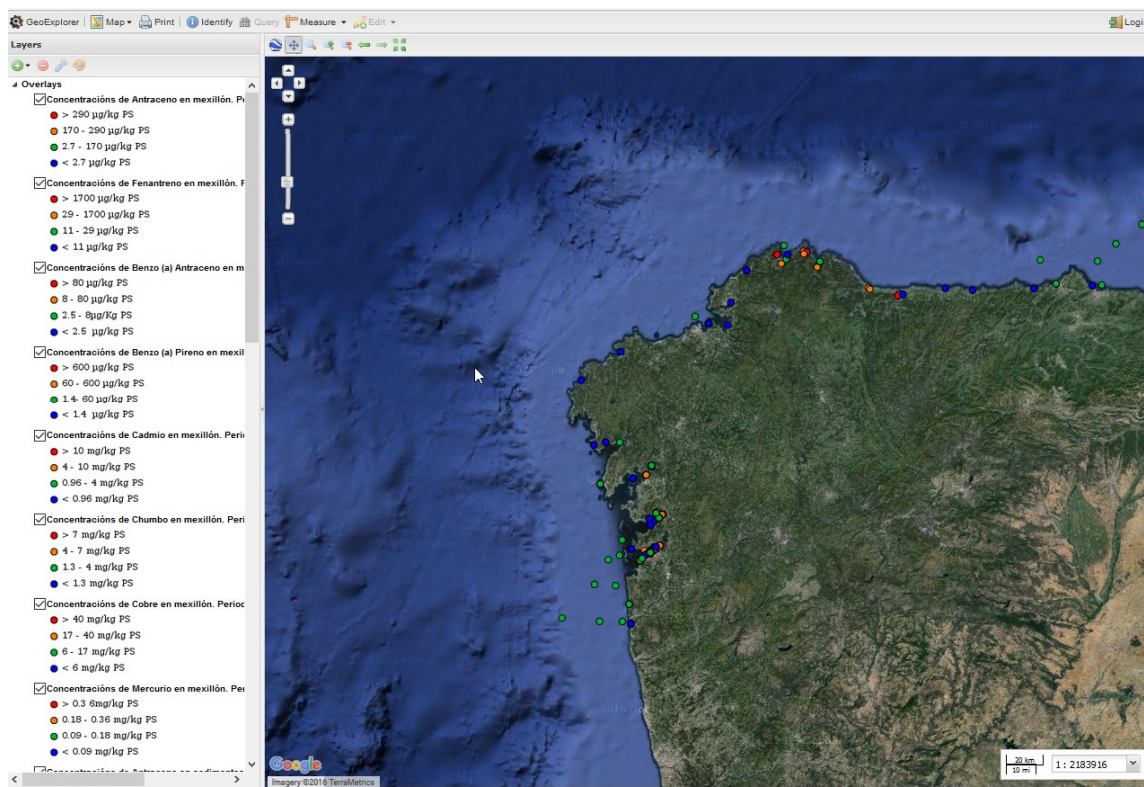 GeoExplorer Map Print Identify Query Measure Edit Logi
Layers
Overlays
Concentracións de Antraceno en mexillón. Pe
> 290 µg/kg PS
170 - 290 µg/kg PS
2.7 - 170 µg/kg PS
< 2.7 µg/kg PS
Concentracións de Fenantreno en mexillón. F
> 1700 µg/kg PS
29 - 1700 µg/kg PS
11 - 29 µg/kg PS
< 11 µg/kg PS
Concentracións de Benzo (a) Antraceno en m
> 80 µg/kg PS
8 - 80 µg/kg PS
2.5 - 8µg/Kg PS
< 2.5 µg/kg PS
Concentracións de Benzo (a) Pireno en mexil
> 600 µg/kg PS
60 - 600 µg/kg PS
1.4- 60 µg/kg PS
< 1.4 µg/kg PS
Concentracións de Cadmio en mexillón. Peri
> 10 mg/kg PS
4 - 10 mg/kg PS
0.96 - 4 mg/kg PS
< 0.96 mg/kg PS
Concentracións de Chumbo en mexillón. Peri
> 7 mg/kg PS
4 - 7 mg/kg PS
1.3 - 4 mg/kg PS
< 1.3 mg/kg PS
Concentracións de Cobre en mexillón. Perioc
> 40 mg/kg PS
17 - 40 mg/kg PS
6 - 17 mg/kg PS
< 6 mg/kg PS
Concentracións de Mercurio en mexillón. Pe
> 0.3 6mg/kg PS
0.18 - 0.36 mg/kg PS
0.09 - 0.18 mg/kg PS
< 0.09 mg/kg PS
Concentracións de Antraceno en sedimentos
Google
Imagery ©2016 TerraMetrics
20 km
10 mi
1 : 2183916